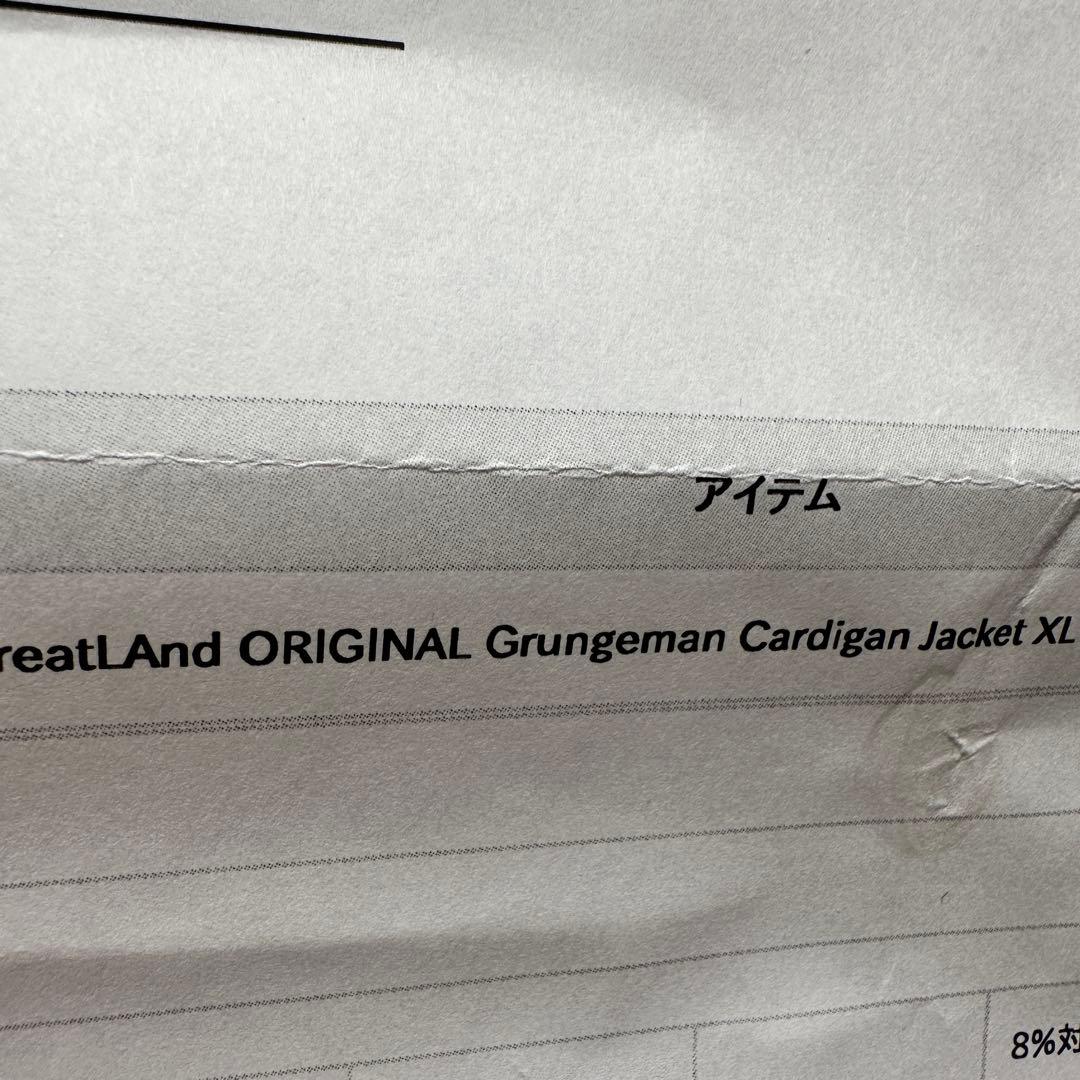 アイテム
reatLAnd ORIGINAL Grungeman Cardigan Jacket XL
8%対